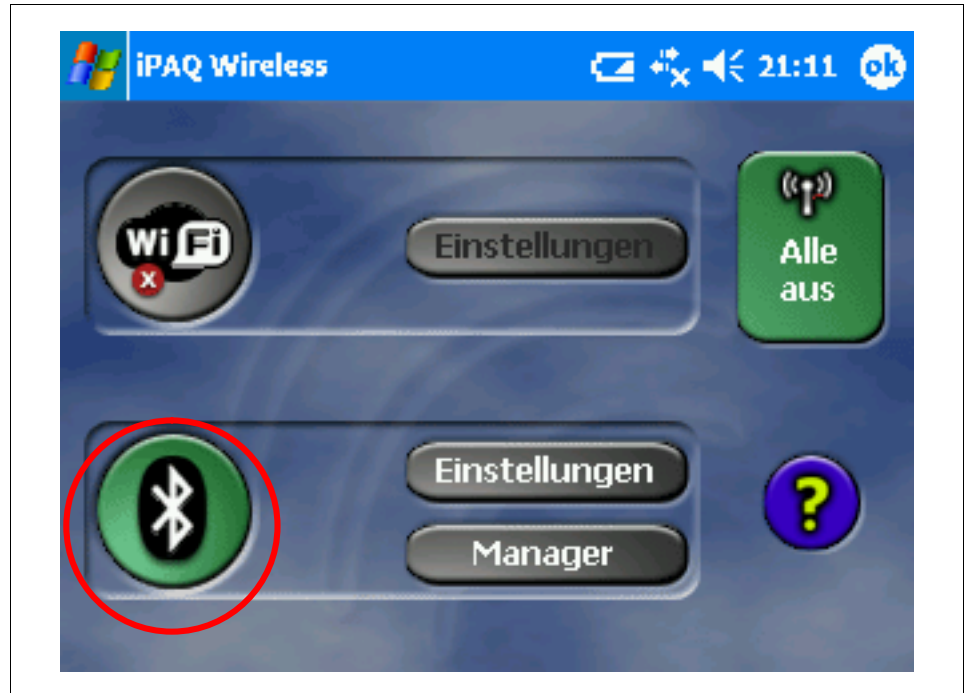 iPAQ Wireless 21:11 ok
Wi Fi
x
Einstellungen
Alle
aus
Einstellungen
Manager
?